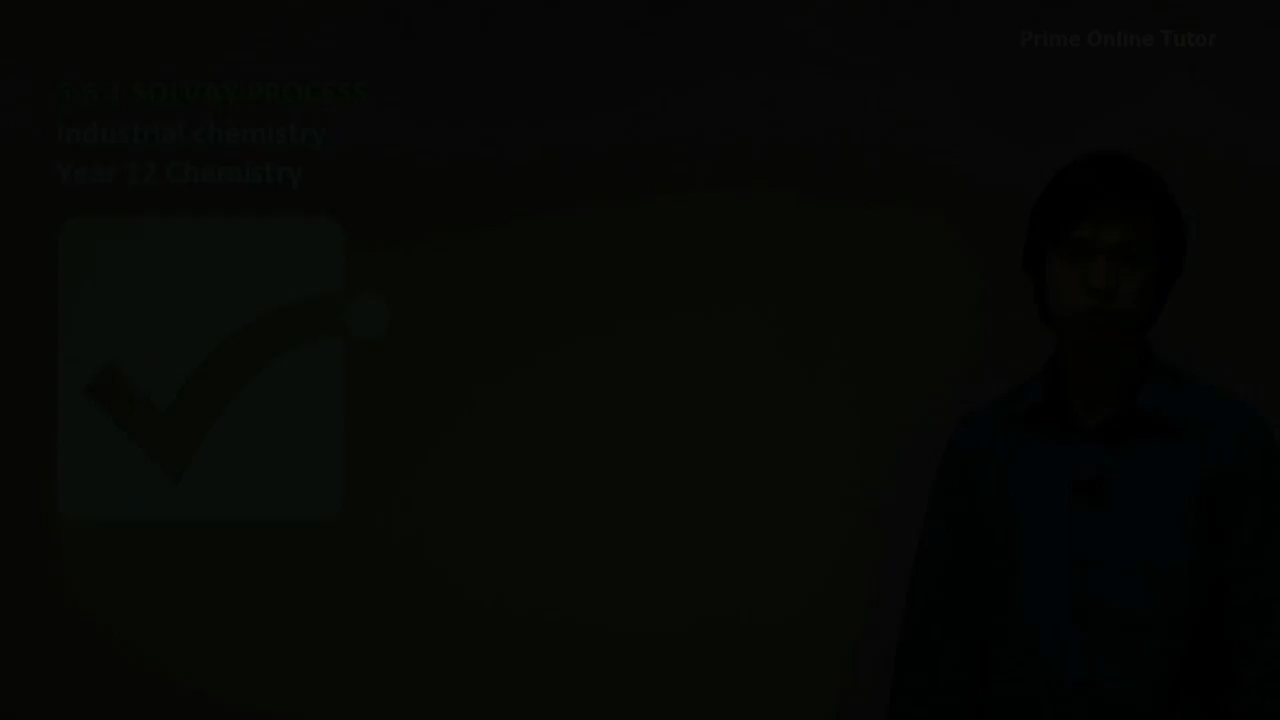 Prime Online Tutor
SOLVAY PROCESS
Industrial chemistry
Year 12 Chemistry